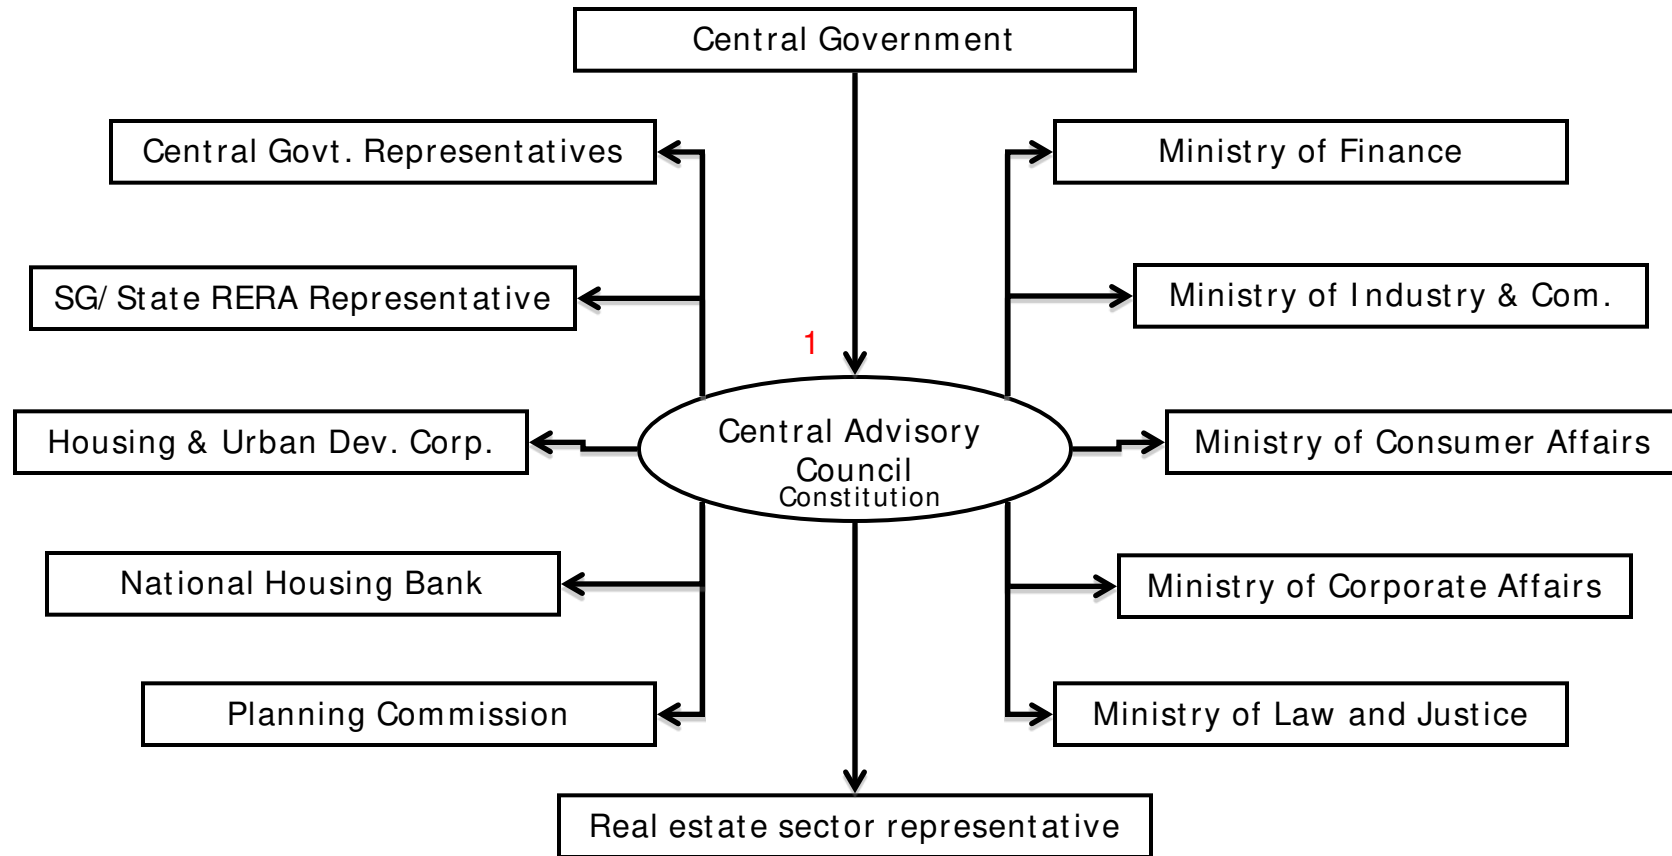 Central Government
Central Govt. Representatives
Ministry of Finance
SG/ State RERA Representative
Ministry of Industry & Com.
1
Housing & Urban Dev. Corp.
Central Advisory
Council
Constitution
Ministry of Consumer Affairs
National Housing Bank
Ministry of Corporate Affairs
Planning Commission
Ministry of Law and Justice
Real estate sector representative